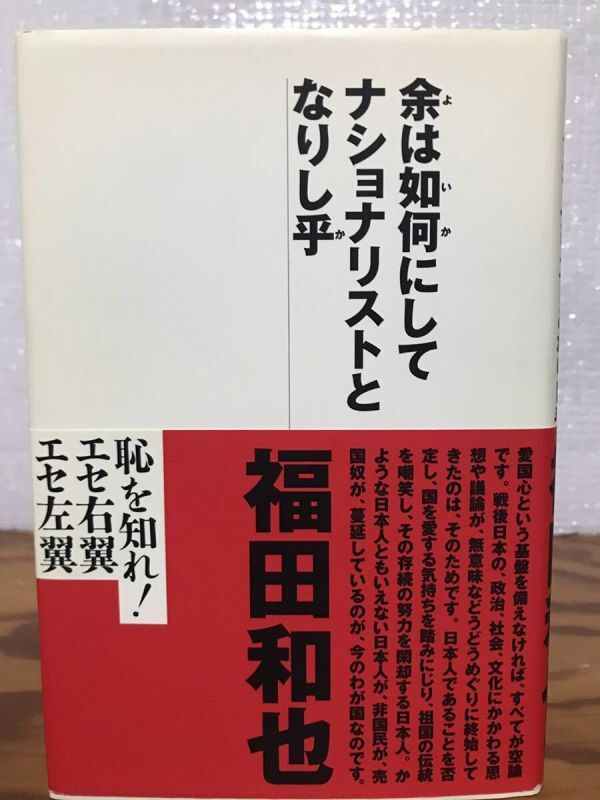 余は如何にして
ナショナリストと
なりし乎
よ
いか
か
福田和也
恥を知れ!
エセ右翼
エセ左翼
愛国心という基盤を備えなければ、すべてが空論
です。戦後日本の、政治、社会、文化にかかわる思
想や議論が、無意味などうどうめぐりに終始して
きたのは、そのためです。日本人であることを否
定し、国を愛する気持ちを踏みにじり、祖国の伝統
を嘲笑し、その存続の努力を閑却する日本人。か
ような日本人ともいえない日本人が、非国民が、売
国奴が、蔓延しているのが、今のわが国なのです。